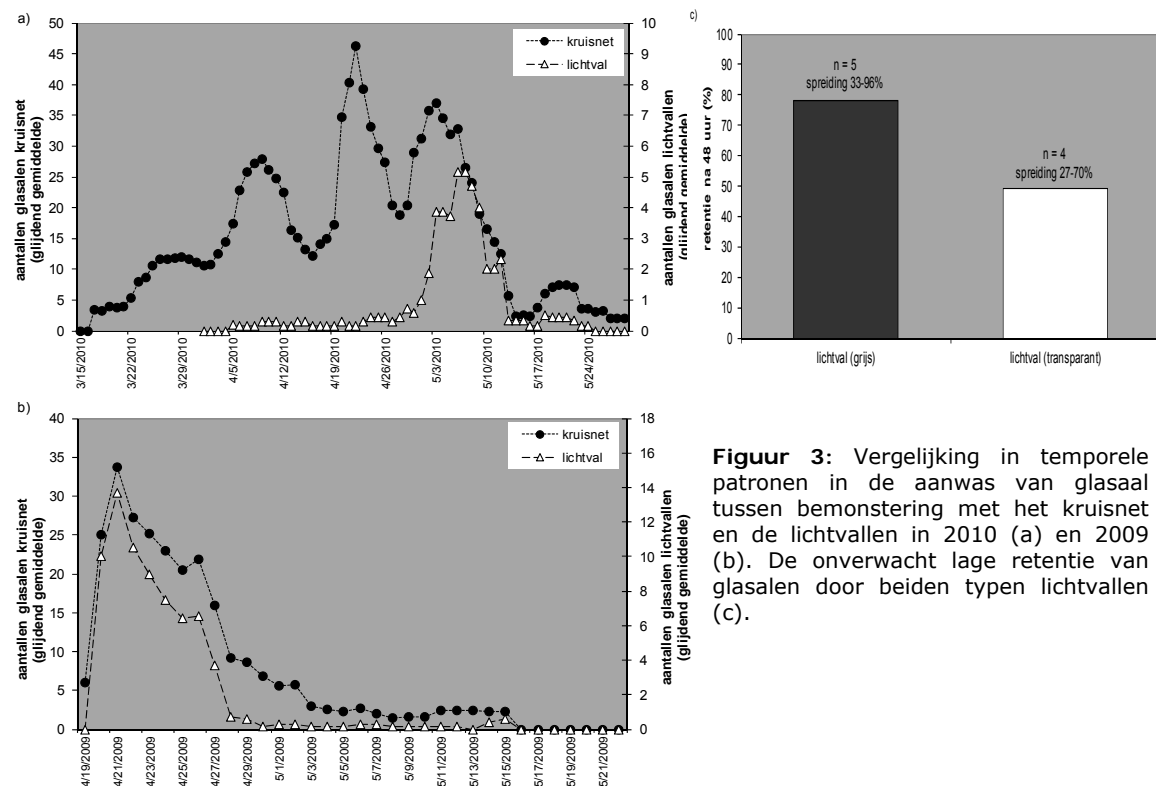 a)
aantallen glasalen kruisnet
(glijdend gemiddelde)
50
45
40
35
30
25
20
15
10
5
0
kruisnet
lichtval
10
9
8
7
6
5
4
3
2
1
0
aantallen glasalen lichtvallen
(glijdend gemiddelde)
3/15/2010
3/22/2010
3/29/2010
4/5/2010
4/12/2010
4/19/2010
4/26/2010
5/3/2010
5/10/2010
5/17/2010
5/24/2010
c)
retentie na 48 uur (%)
100
90
80
70
60
50
40
30
20
10
0
n = 5
spreiding 33-96%
n = 4
spreiding 27-70%
lichtval (grijs)
lichtval (transparant)
b)
aantallen glasalen kruisnet
(glijdend gemiddelde)
40
35
30
25
20
15
10
5
0
kruisnet
lichtval
18
16
14
12
10
8
6
4
2
0
aantallen glasalen lichtvallen
(glijdend gemiddelde)
4/19/2009
4/21/2009
4/23/2009
4/25/2009
4/27/2009
4/29/2009
5/1/2009
5/3/2009
5/5/2009
5/7/2009
5/9/2009
5/11/2009
5/13/2009
5/15/2009
5/17/2009
5/19/2009
5/21/2009
Figuur 3: Vergelijking in temporele
patronen in de aanwas van glasaal
tussen bemonstering met het kruisnet
en de lichtvallen in 2010 (a) en 2009
(b). De onverwacht lage retentie van
glasalen door beiden typen lichtvallen
(c).